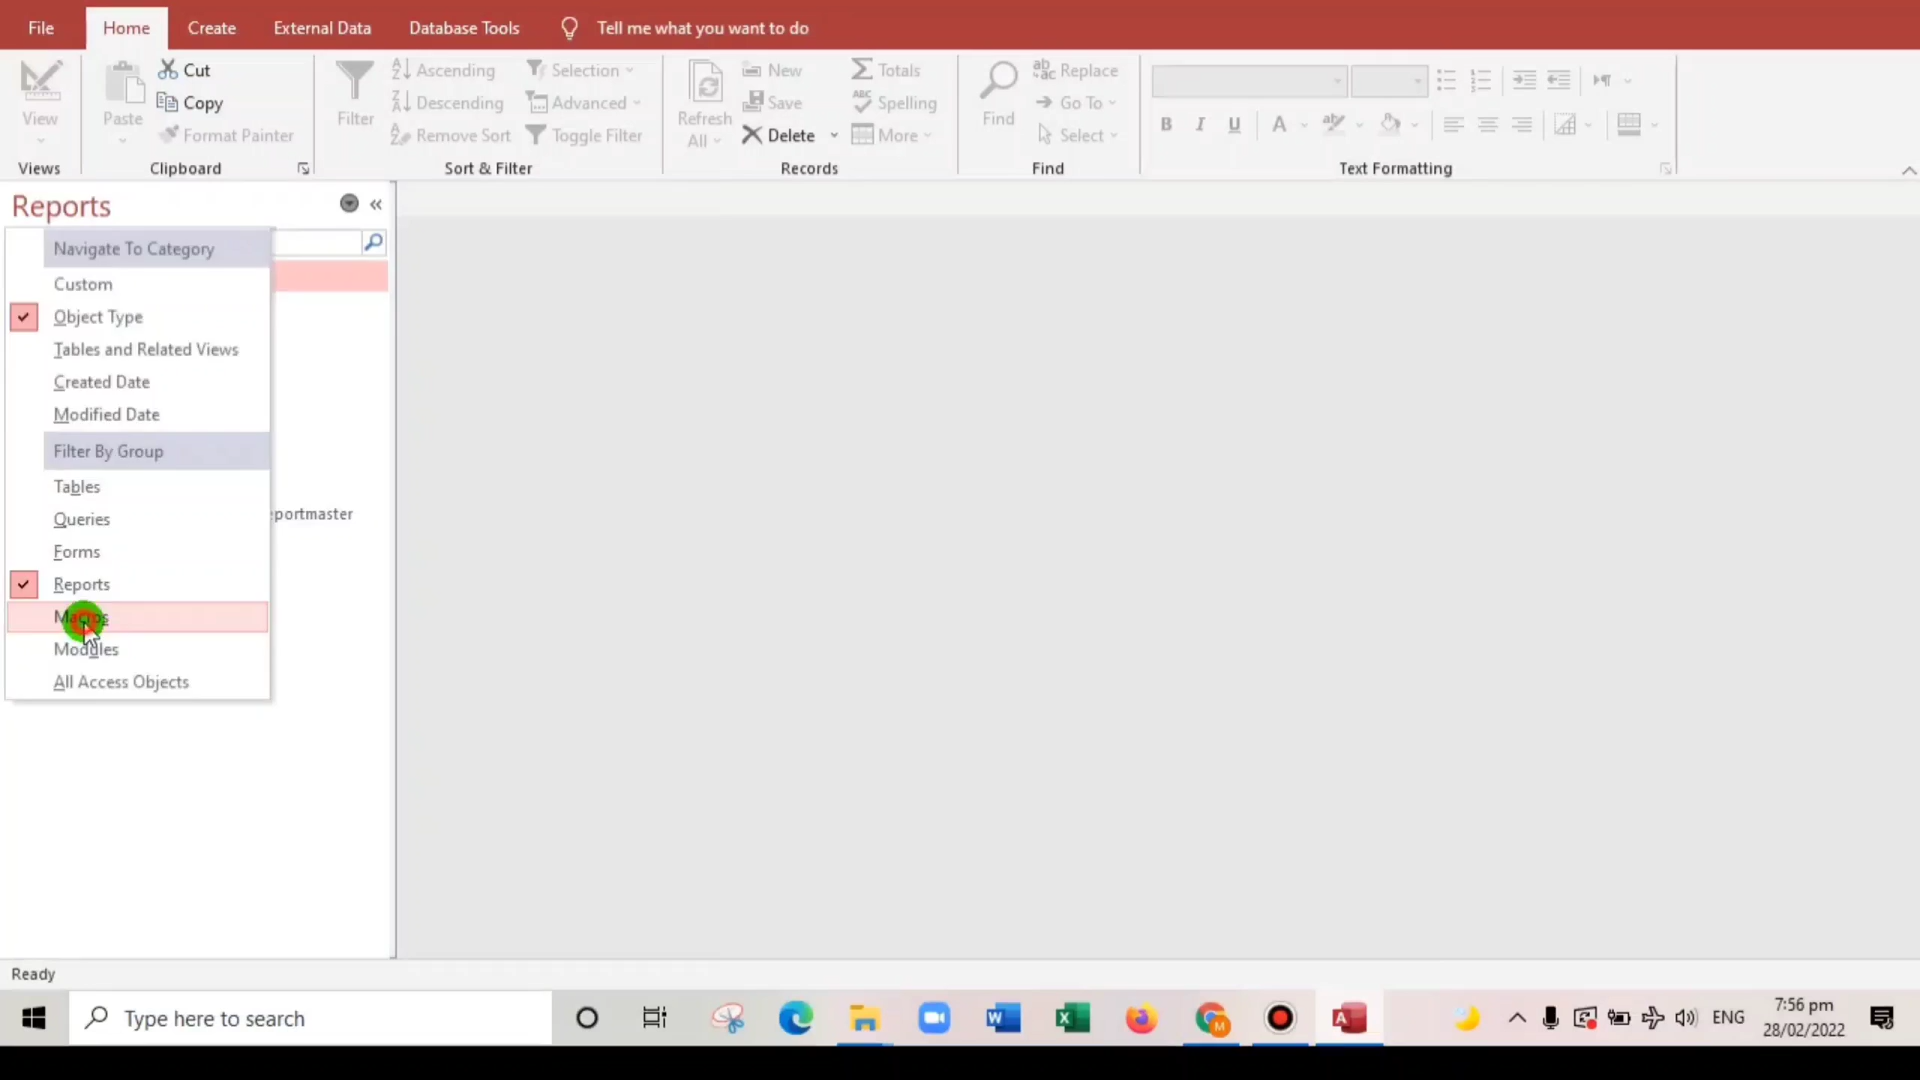 File Home Create External Data Database Tools Tell me what you want to do
View
Views
Paste
Cut
Copy
Format Painter
Clipboard
Filter
Ascending
Descending
Remove Sort
Selection
Advanced
Toggle Filter
Sort & Filter
Refresh
All
New
Save
Delete
Totals
Spelling
More
Records
Find
Replace
Go To
Select
Find
B I U A
Text Formatting
Reports
Navigate To Category
Custom
Object Type
Tables and Related Views
Created Date
Modified Date
Filter By Group
Tables
Queries
portmaster
Forms
Reports
Macros
Modules
All Access Objects
Ready
Type here to search
ENG
7:56 pm
28/02/2022